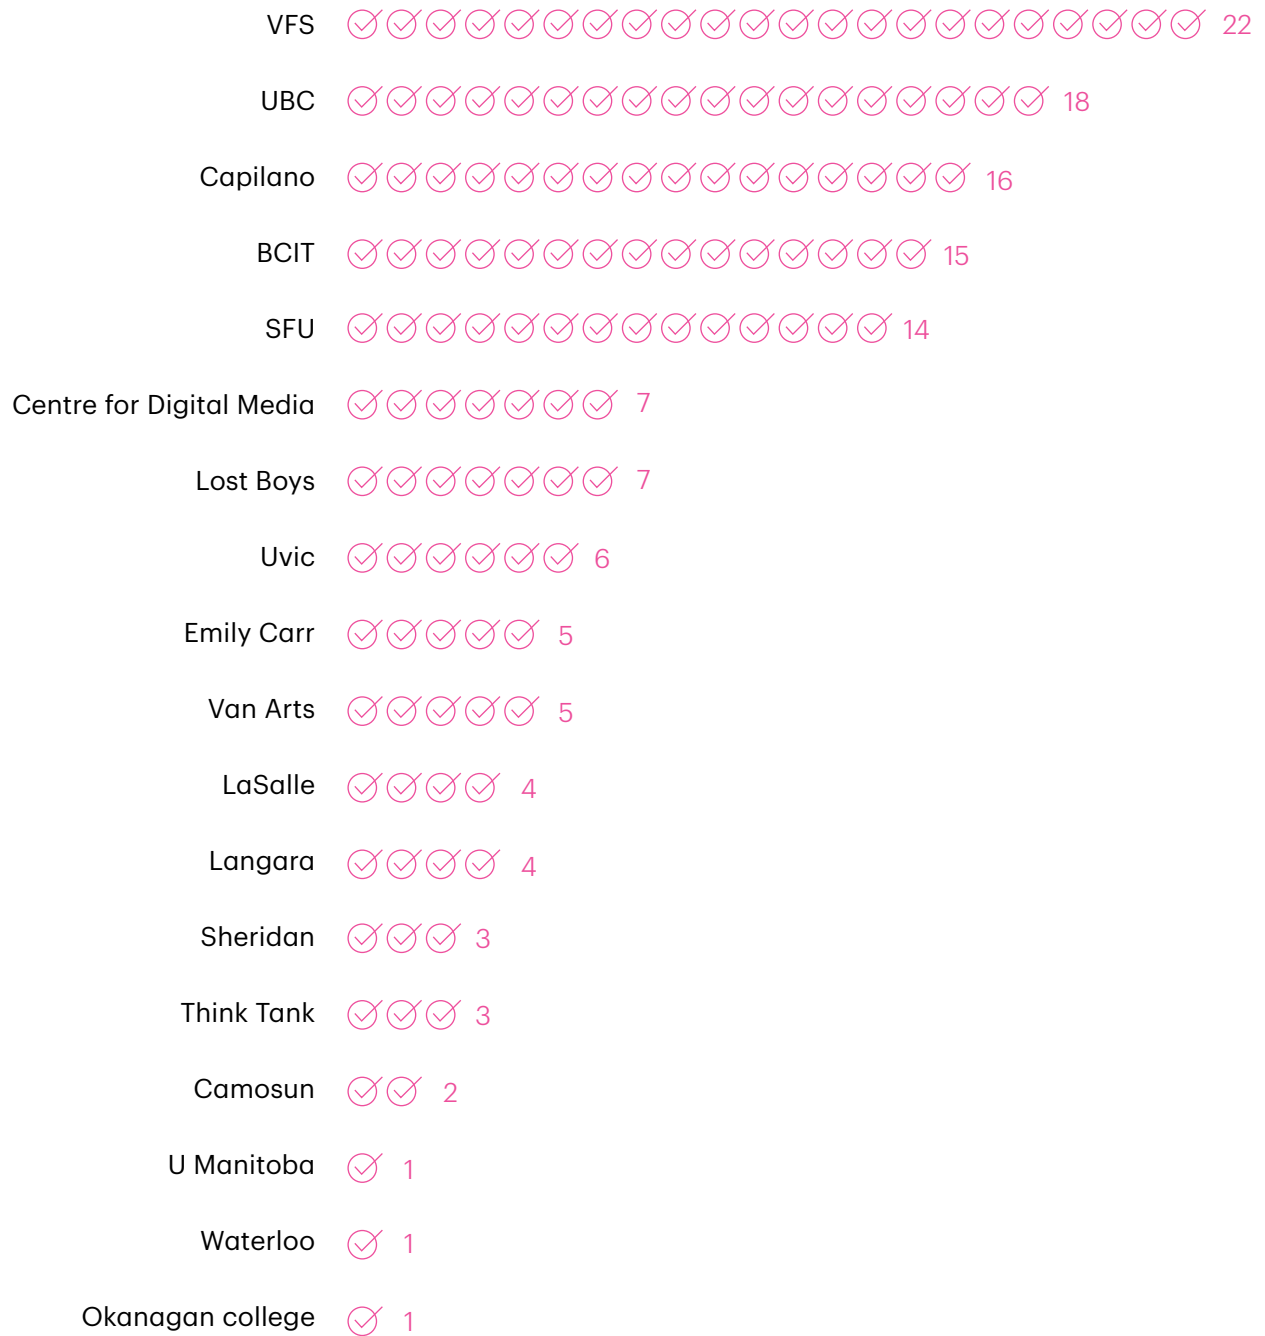 VFS 22
UBC 18
Capilano 16
BCIT 15
SFU 14
Centre for Digital Media 7
Lost Boys 7
Uvic 6
Emily Carr 5
Van Arts 5
LaSalle 4
Langara 4
Sheridan 3
Think Tank 3
Camosun 2
U Manitoba 1
Waterloo 1
Okanagan college 1